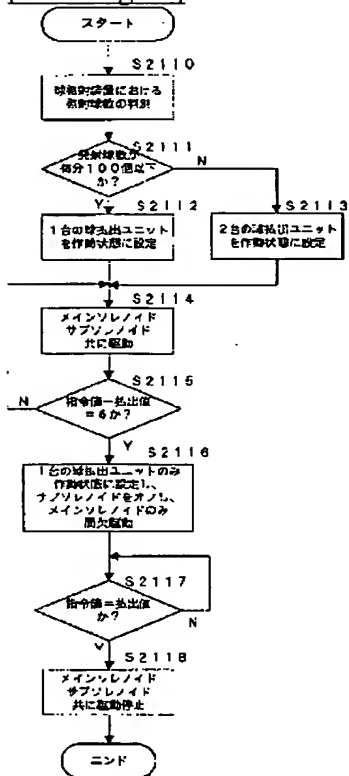 スタート
S2110
球発射装置における
発射球数の判別
S2111
発射球数が
毎分100個以下
か?
N
Y
S2112
1台の球払出ユニット
を作動状態に設定
S2113
2台の球払出ユニット
を作動状態に設定
S2114
メインソレノイド
サブソレノイド
共に駆動
S2115
指令値－払出値
＝6か?
N
Y
S2116
1台の球払出ユニットのみ
作動状態に設定し、
サブソレノイドをオフし、
メインソレノイドのみ
間欠駆動
S2117
指令値＝払出値
か?
N
Y
S2118
メインソレノイド
サブソレノイド
共に駆動停止
エンド